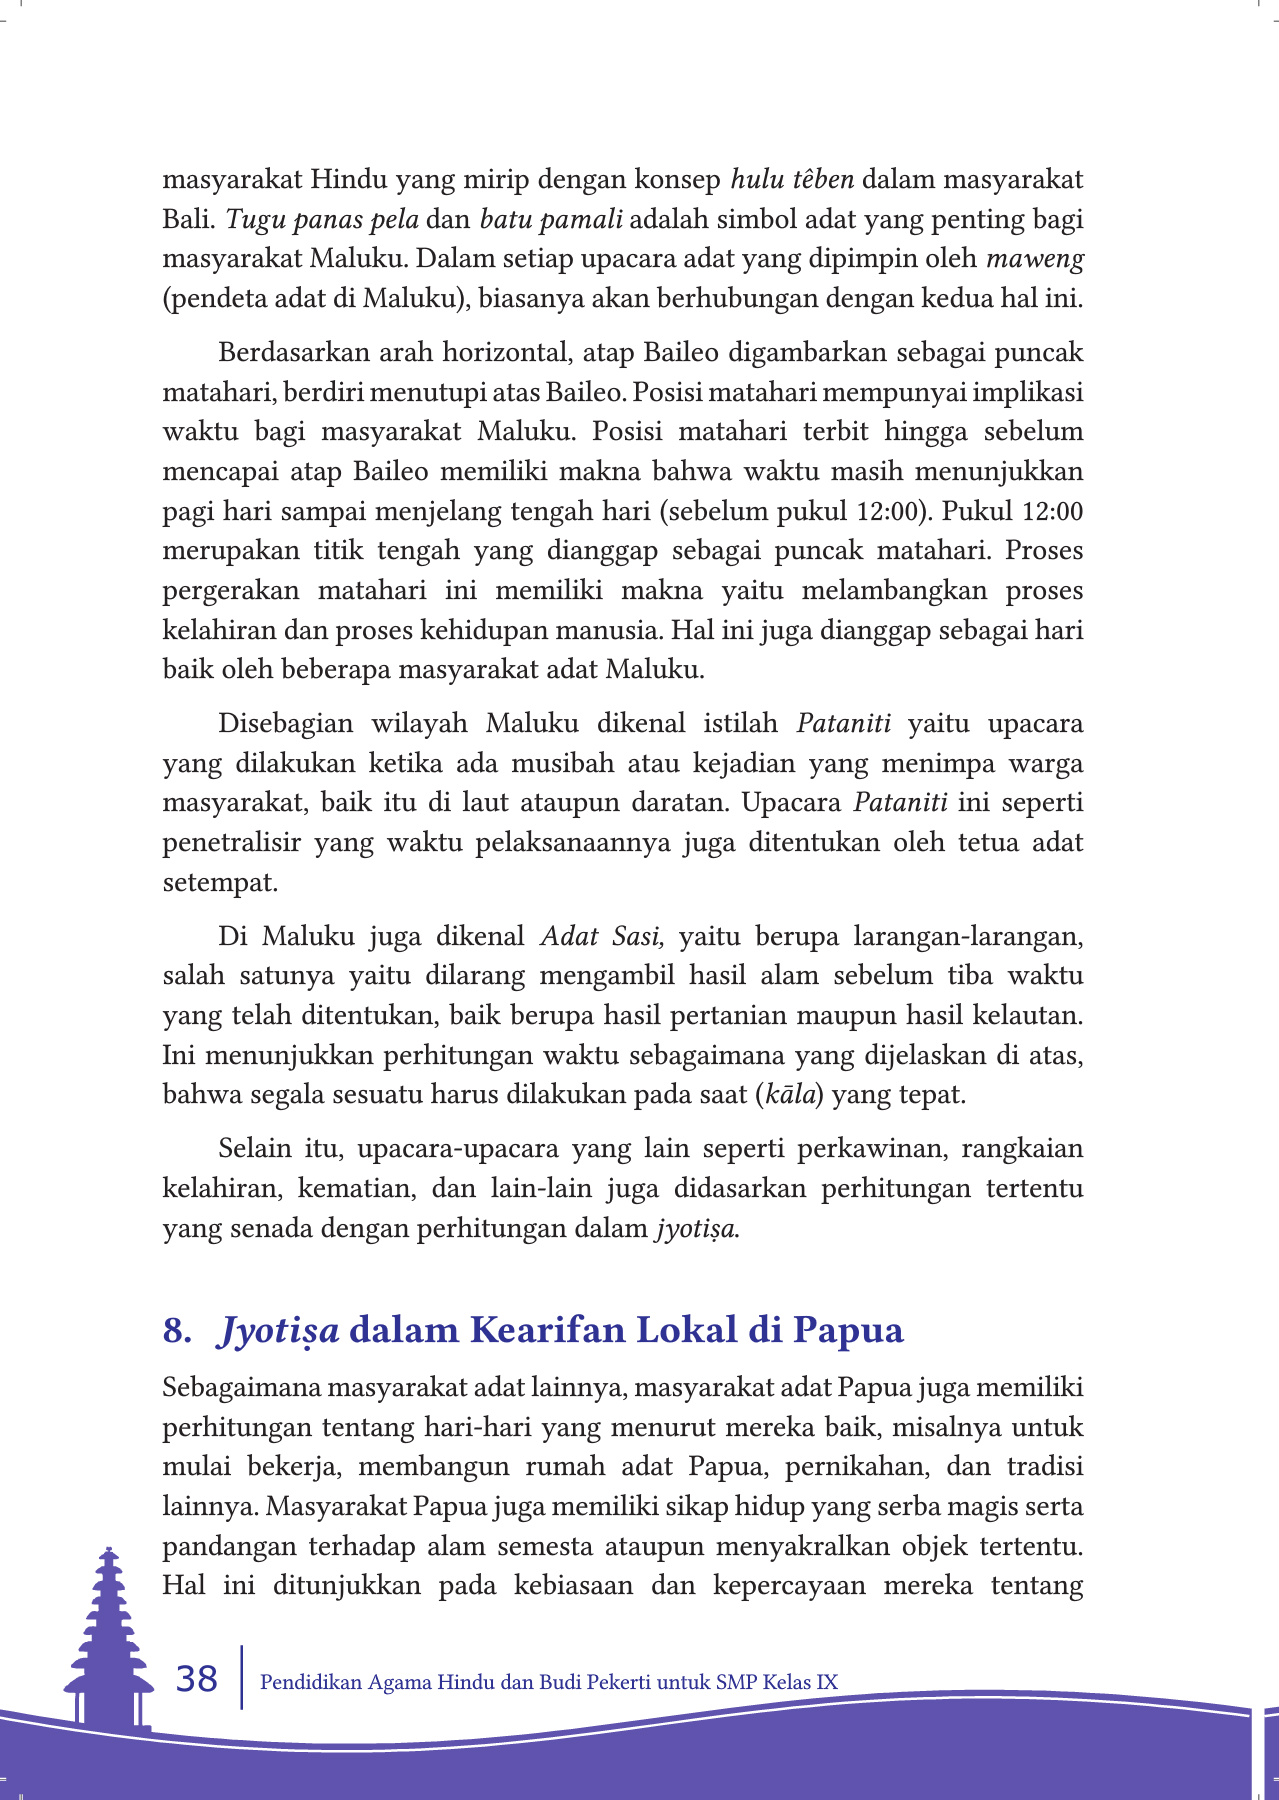 masyarakat Hindu yang mirip dengan konsep hulu têben dalam masyarakat
Bali. Tugu panas pela dan batu pamali adalah simbol adat yang penting bagi
masyarakat Maluku. Dalam setiap upacara adat yang dipimpin oleh maweng
(pendeta adat di Maluku), biasanya akan berhubungan dengan kedua hal ini.
Berdasarkan arah horizontal, atap Baileo digambarkan sebagai puncak
matahari, berdiri menutupi atas Baileo. Posisi matahari mempunyai implikasi
waktu bagi masyarakat Maluku. Posisi matahari terbit hingga sebelum
mencapai atap Baileo memiliki makna bahwa waktu masih menunjukkan
pagi hari sampai menjelang tengah hari (sebelum pukul 12:00). Pukul 12:00
merupakan titik tengah yang dianggap sebagai puncak matahari. Proses
pergerakan matahari ini memiliki makna yaitu melambangkan proses
kelahiran dan proses kehidupan manusia. Hal ini juga dianggap sebagai hari
baik oleh beberapa masyarakat adat Maluku.
Disebagian wilayah Maluku dikenal istilah Pataniti yaitu upacara
yang dilakukan ketika ada musibah atau kejadian yang menimpa warga
masyarakat, baik itu di laut ataupun daratan. Upacara Pataniti ini seperti
penetralisir yang waktu pelaksanaannya juga ditentukan oleh tetua adat
setempat.
Di Maluku juga dikenal Adat Sasi, yaitu berupa larangan-larangan,
salah satunya yaitu dilarang mengambil hasil alam sebelum tiba waktu
yang telah ditentukan, baik berupa hasil pertanian maupun hasil kelautan.
Ini menunjukkan perhitungan waktu sebagaimana yang dijelaskan di atas,
bahwa segala sesuatu harus dilakukan pada saat (kāla) yang tepat.
Selain itu, upacara-upacara yang lain seperti perkawinan, rangkaian
kelahiran, kematian, dan lain-lain juga didasarkan perhitungan tertentu
yang senada dengan perhitungan dalam jyotiṣa.
8. Jyotiṣa dalam Kearifan Lokal di Papua
Sebagaimana masyarakat adat lainnya, masyarakat adat Papua juga memiliki
perhitungan tentang hari-hari yang menurut mereka baik, misalnya untuk
mulai bekerja, membangun rumah adat Papua, pernikahan, dan tradisi
lainnya. Masyarakat Papua juga memiliki sikap hidup yang serba magis serta
pandangan terhadap alam semesta ataupun menyakralkan objek tertentu.
Hal ini ditunjukkan pada kebiasaan dan kepercayaan mereka tentang
38 Pendidikan Agama Hindu dan Budi Pekerti untuk SMP Kelas IX